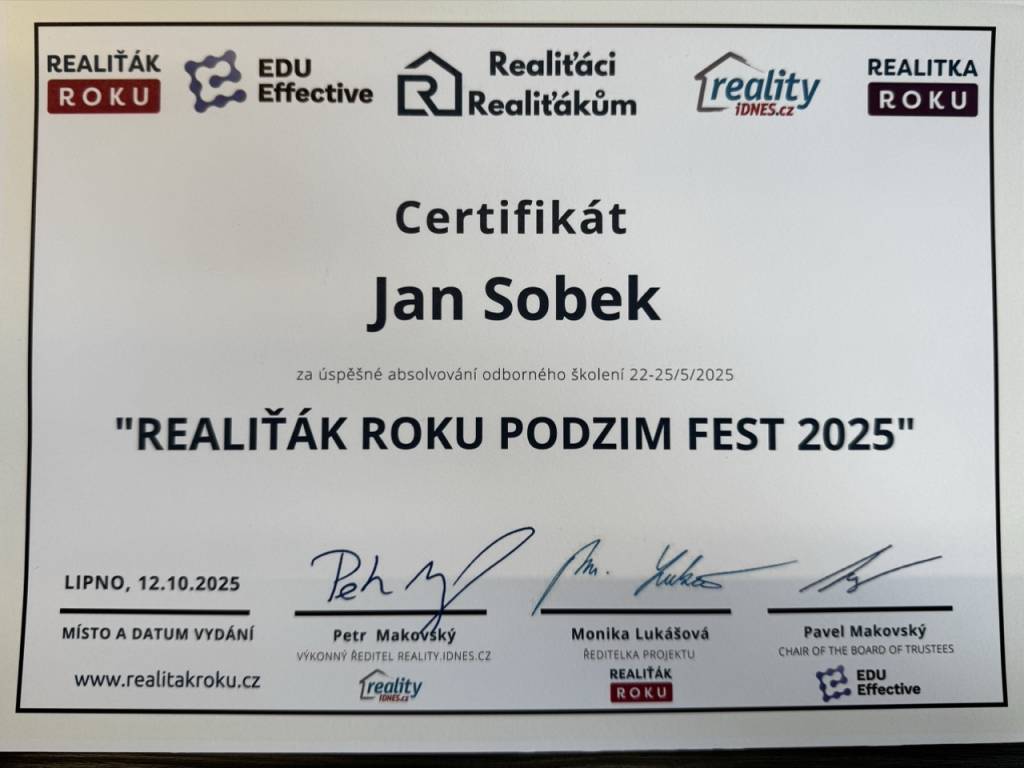 REALIŤÁK
ROKU
EDU
Effective
Realiťáci
Realiťákům
reality
iDNES.cz
REALITKA
ROKU
Certifikát
Jan Sobek
za úspěšné absolvování odborného školení 22-25/5/2025
"REALIŤÁK ROKU PODZIM FEST 2025"
LIPNO, 12.10.2025
MÍSTO A DATUM VYDÁNÍ
www.realitakroku.cz
Petr Makovský
VÝKONNÝ ŘEDITEL REALITY.IDNES.CZ
reality
iDNES.cz
Monika Lukášová
ŘEDITELKA PROJEKTU
REALIŤÁK
ROKU
Pavel Makovský
CHAIR OF THE BOARD OF TRUSTEES
EDU
Effective